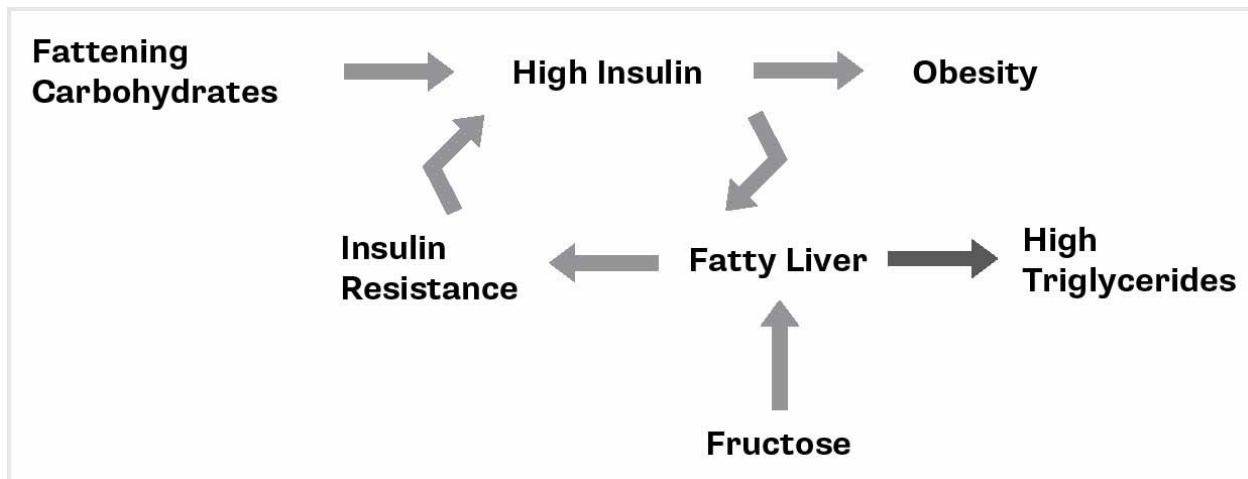 Fattening
Carbohydrates
High Insulin
Obesity
Insulin
Resistance
Fatty Liver
High
Triglycerides
Fructose